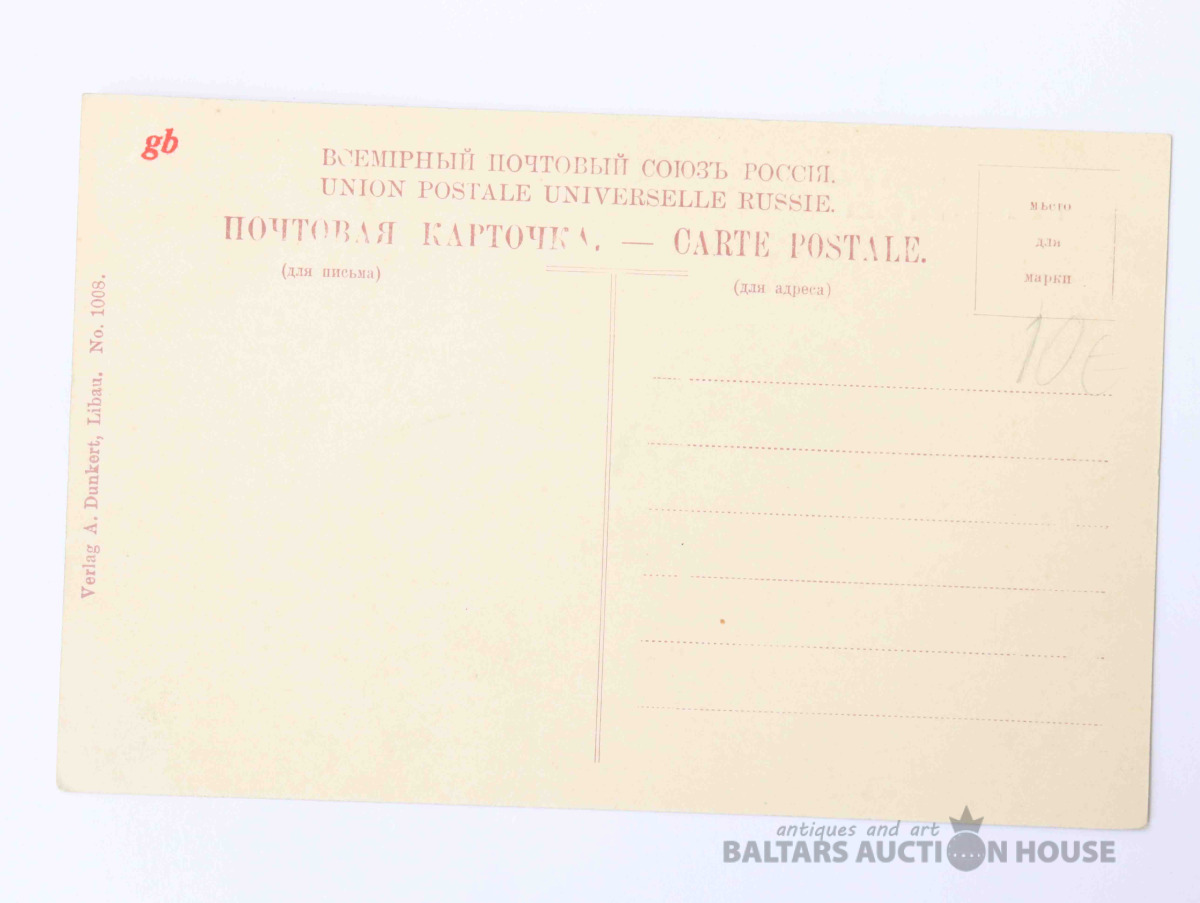 gb
ВСЕМІРНЫЙ ПОЧТОВЫЙ СОЮЗЪ РОССІЯ.
UNION POSTALE UNIVERSELLE RUSSIE.
ПОЧТОВАЯ КАРТОЧКА. — CARTE POSTALE.
(для письма)
(для адреса)
мѣсто
для
марки
10€
Verlag A. Dunkert, Libau. No. 1008.
antiques and art
BALTARS AUCTION HOUSE